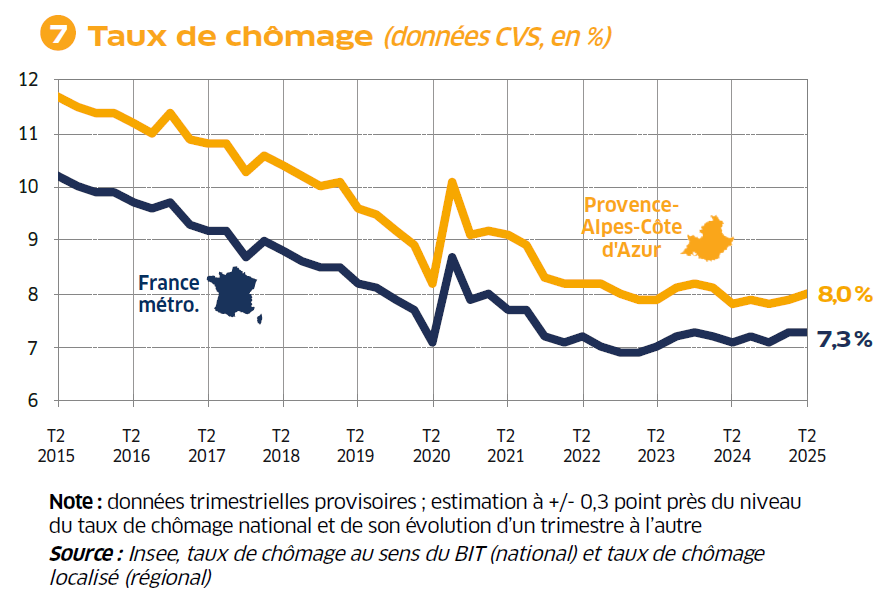 7 Taux de chômage (données CVS, en %)
12
11
10
9
8
7
6
Provence-
Alpes-Côte
d'Azur
France
métro.
8,0 %
7,3 %
T2 T2 T2 T2 T2 T2 T2 T2 T2 T2 T2
2015 2016 2017 2018 2019 2020 2021 2022 2023 2024 2025
Note : données trimestrielles provisoires ; estimation à +/- 0,3 point près du niveau
du taux de chômage national et de son évolution d'un trimestre à l'autre
Source : Insee, taux de chômage au sens du BIT (national) et taux de chômage
localisé (régional)